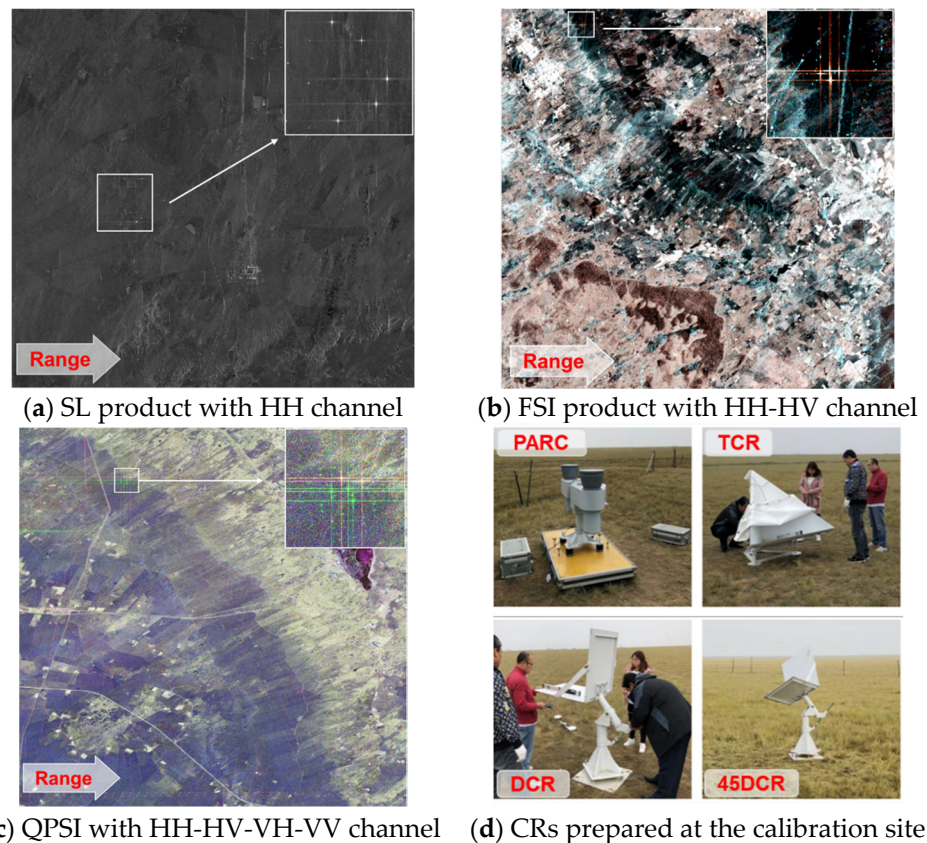 Range
Range
(a) SL product with HH channel
(b) FSI product with HH-HV channel
Range
PARC
TCR
DCR
45DCR
c) QPSI with HH-HV-VH-VV channel
(d) CRs prepared at the calibration site